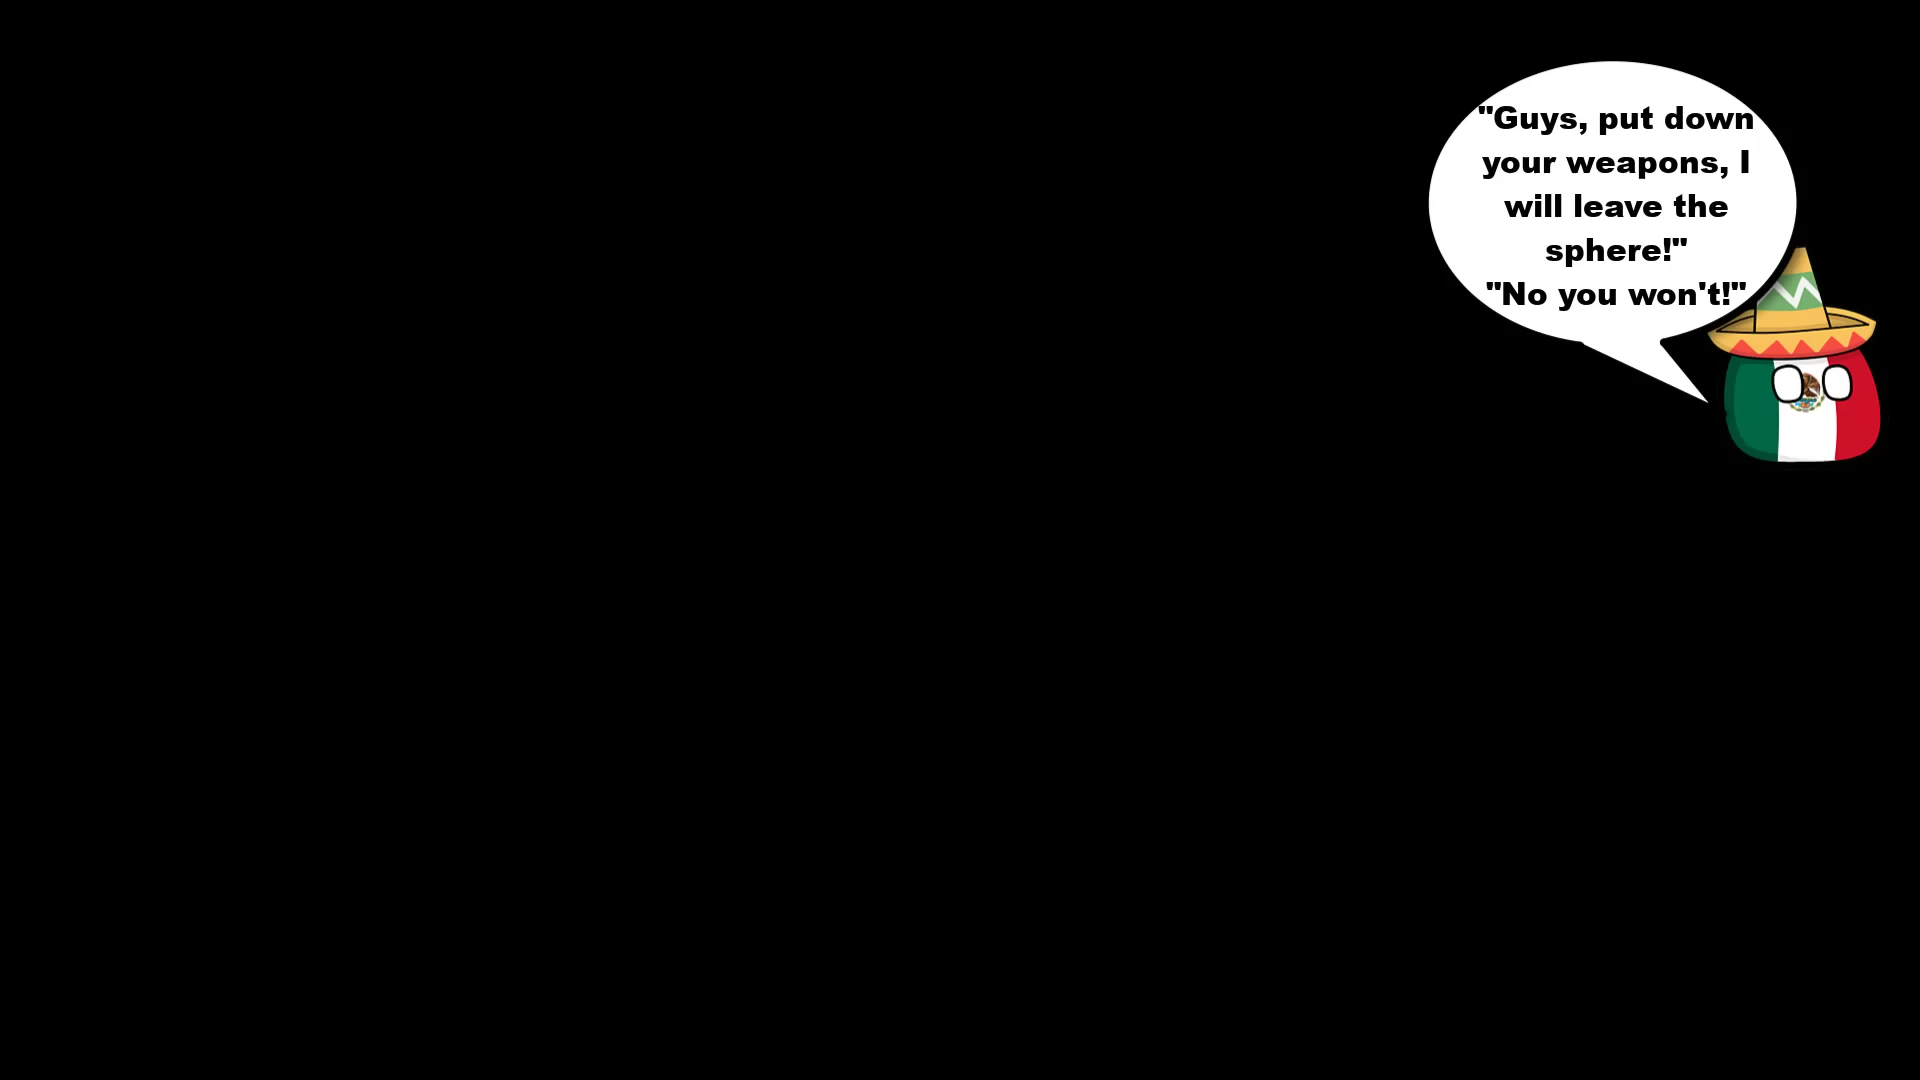 "Guys, put down
your weapons, I
will leave the
sphere!"
"No you won't!"